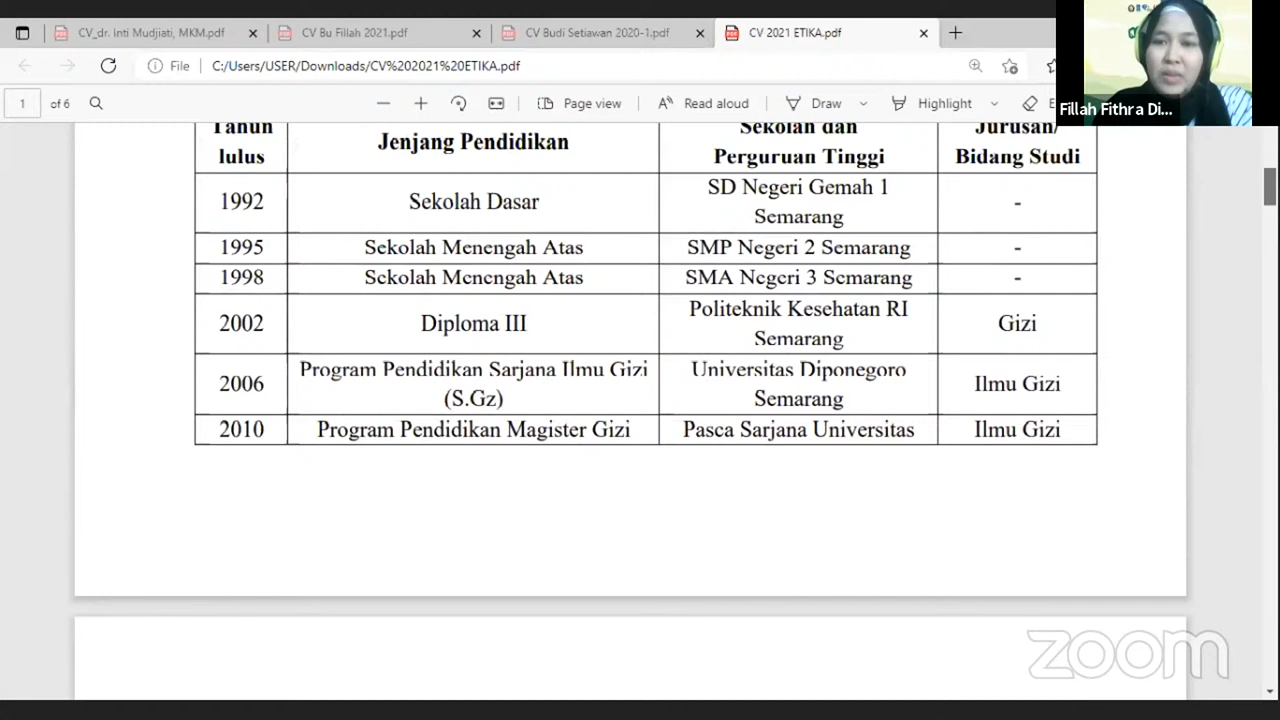 CV_dr. Inti Mudjiati, MKM.pdf
CV Bu Fillah 2021.pdf
CV Budi Setiawan 2020-1.pdf
CV 2021 ETIKA.pdf
File
C:/Users/USER/Downloads/CV%202021%20ETIKA.pdf
1 of 6
Page view
Read aloud
Draw
Highlight
Fillah Fithra Di...
Tahun lulus
Jenjang Pendidikan
Sekolah dan Perguruan Tinggi
Jurusan/ Bidang Studi
1992
Sekolah Dasar
SD Negeri Gemah 1
Semarang
-
1995
Sekolah Menengah Atas
SMP Negeri 2 Semarang
-
1998
Sekolah Menengah Atas
SMA Negeri 3 Semarang
-
2002
Diploma III
Politeknik Kesehatan RI
Semarang
Gizi
2006
Program Pendidikan Sarjana Ilmu Gizi
(S.Gz)
Universitas Diponegoro
Semarang
Ilmu Gizi
2010
Program Pendidikan Magister Gizi
Pasca Sarjana Universitas
Ilmu Gizi
zoom